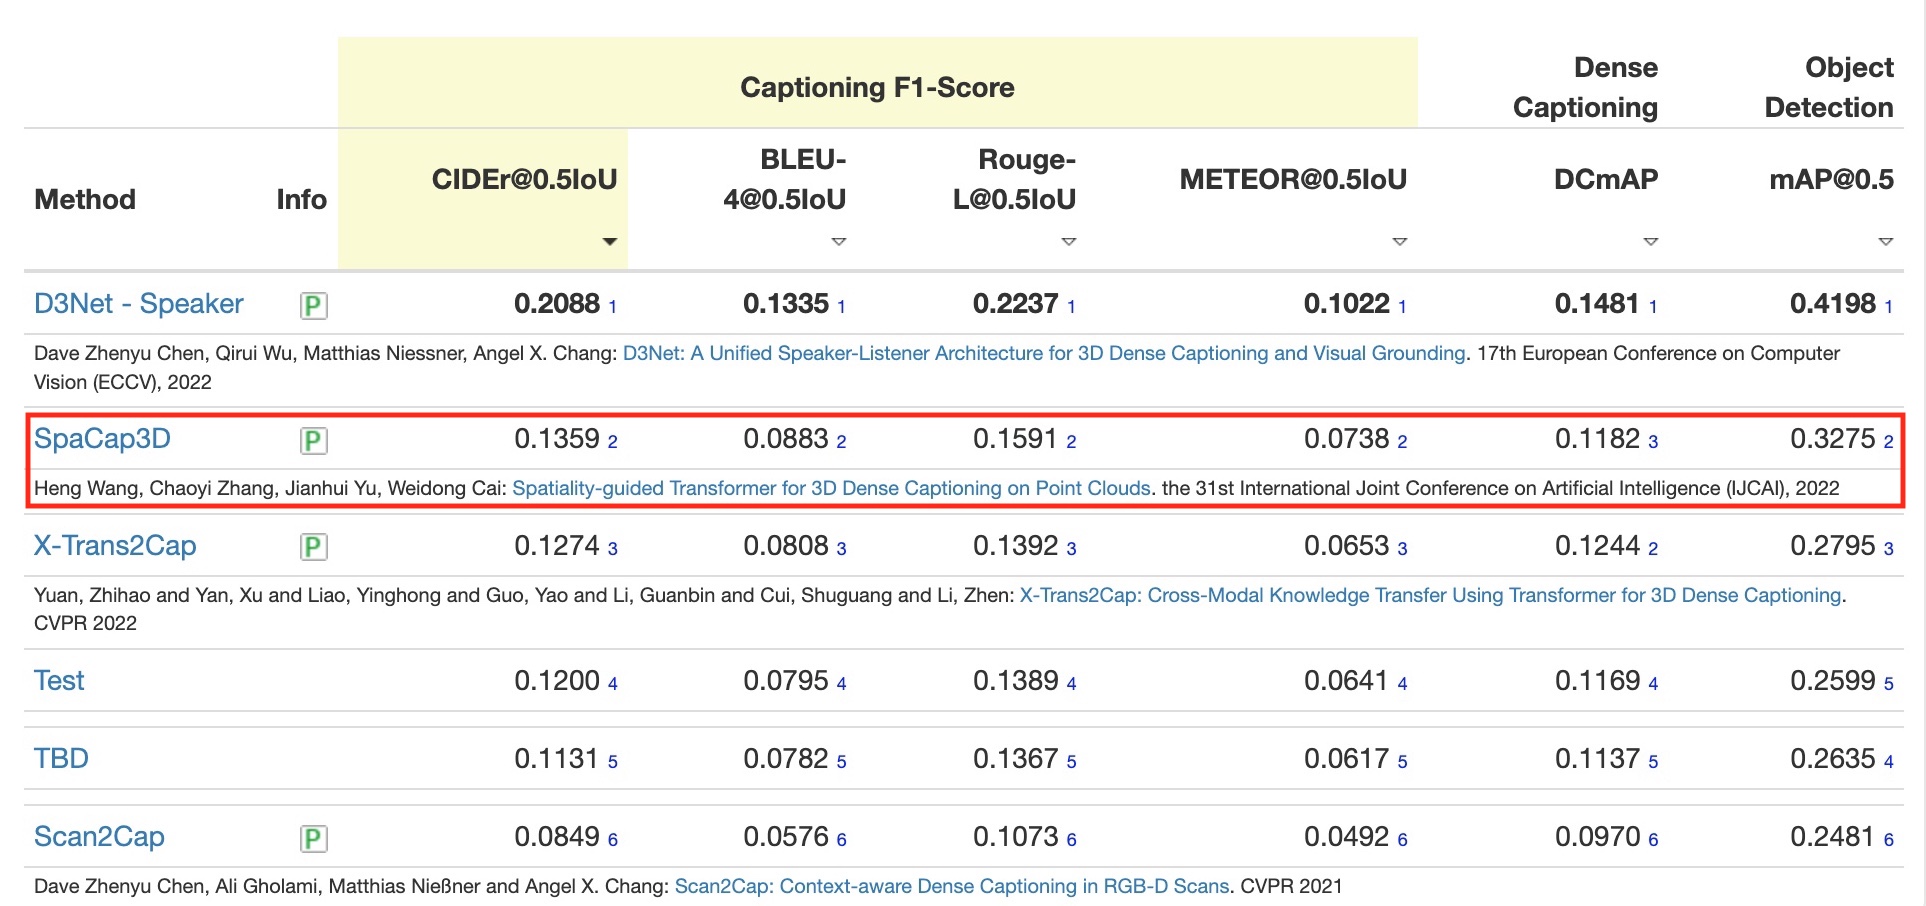 Captioning F1-Score Dense Captioning Object Detection
Method Info CIDEr@0.5IoU BLEU-4@0.5IoU Rouge-L@0.5IoU METEOR@0.5IoU DCmAP mAP@0.5
D3Net - Speaker P 0.2088 1 0.1335 1 0.2237 1 0.1022 1 0.1481 1 0.4198 1
Dave Zhenyu Chen, Qirui Wu, Matthias Niessner, Angel X. Chang: D3Net: A Unified Speaker-Listener Architecture for 3D Dense Captioning and Visual Grounding. 17th European Conference on Computer
Vision (ECCV), 2022
SpaCap3D P 0.1359 2 0.0883 2 0.1591 2 0.0738 2 0.1182 3 0.3275 2
Heng Wang, Chaoyi Zhang, Jianhui Yu, Weidong Cai: Spatiality-guided Transformer for 3D Dense Captioning on Point Clouds. the 31st International Joint Conference on Artificial Intelligence (IJCAI), 2022
X-Trans2Cap P 0.1274 3 0.0808 3 0.1392 3 0.0653 3 0.1244 2 0.2795 3
Yuan, Zhihao and Yan, Xu and Liao, Yinghong and Guo, Yao and Li, Guanbin and Cui, Shuguang and Li, Zhen: X-Trans2Cap: Cross-Modal Knowledge Transfer Using Transformer for 3D Dense Captioning.
CVPR 2022
Test 0.1200 4 0.0795 4 0.1389 4 0.0641 4 0.1169 4 0.2599 5
TBD 0.1131 5 0.0782 5 0.1367 5 0.0617 5 0.1137 5 0.2635 4
Scan2Cap P 0.0849 6 0.0576 6 0.1073 6 0.0492 6 0.0970 6 0.2481 6
Dave Zhenyu Chen, Ali Gholami, Matthias Nießner and Angel X. Chang: Scan2Cap: Context-aware Dense Captioning in RGB-D Scans. CVPR 2021